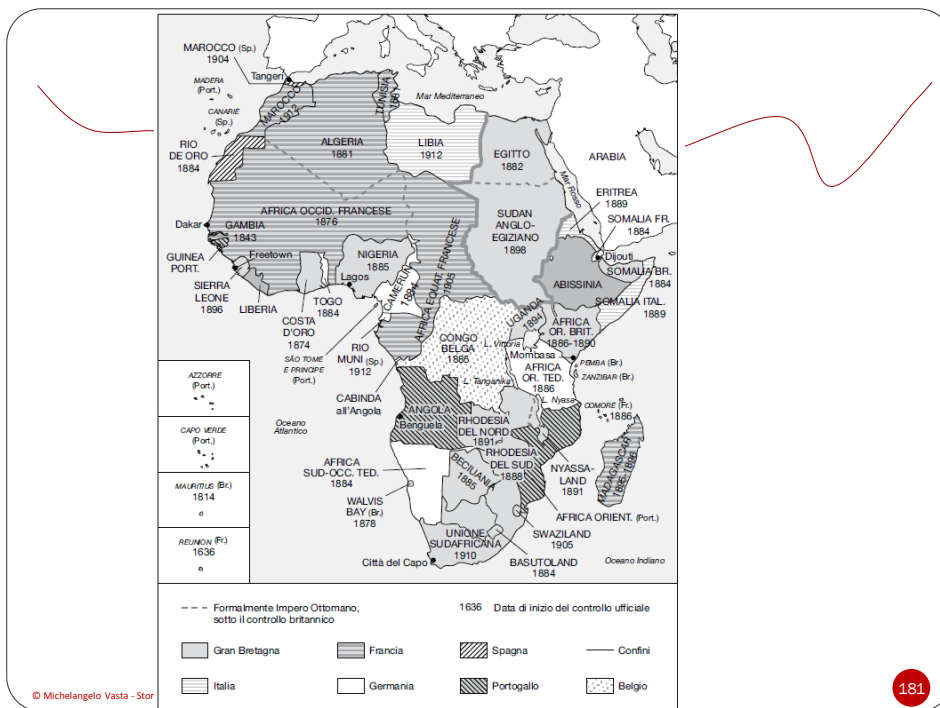 MAROCCO (Sp.)
1904
Tangeri
MADERA
(Port.)
CANARIE
(Sp.)
MAROCCO
1912
TUNISIA
Mar Mediterraneo
RIO
DE ORO
1884
ALGERIA
1881
LIBIA
1912
EGITTO
1882
ARABIA
Mar Rosso
ERITREA
1889
SOMALIA FR.
1884
Dakar
GAMBIA
1843
AFRICA OCCID. FRANCESE
1876
SUDAN
ANGLO-
EGIZIANO
1898
Dijouti
GUINEA
PORT.
Freetown
NIGERIA
1885
Lagos
CAMERUN
1884
AFRICA EQUAT. FRANCESE
1905
ABISSINIA
SOMALIA BR.
1884
SOMALIA ITAL.
1889
SIERRA
LEONE
1896
LIBERIA
TOGO
1884
COSTA
D'ORO
1874
SÃO TOME
E PRINCIPE
(Port.)
RIO
MUNI (Sp.)
1912
UGANDA
1894
AFRICA
OR. BRIT.
1886-1890
CONGO
BELGA
1885
L. Vittoria
Mombasa
AFRICA
OR. TED.
1886
PEMBA (Br.)
ZANZIBAR (Br.)
L. Tanganika
L. Nyasa
COMORE (Fr.)
1886
CABINDA
all'Angola
Oceano
Atlantico
ANGOLA
Benguela
RHODESIA
DEL NORD.
1891
RHODESIA
DEL SUD.
1888
NYASSA-
LAND
1891
MADAGASCAR
AFRICA
SUD-OCC. TED.
1884
BECIUANIA
1885
WALVIS
BAY (Br.)
1878
AFRICA ORIENT. (Port.)
SWAZILAND
1905
UNIONE
SUDAFRICANA
1910
BASUTOLAND
1884
Città del Capo
Oceano Indiano
AZZORRE
(Port.)
CAPO VERDE
(Port.)
MAURITIUS (Br.)
1814
REUNION (Fr.)
1636
Formalmente Impero Ottomano,
sotto il controllo britannico
1636 Data di inizio del controllo ufficiale
Gran Bretagna
Francia
Spagna
Confini
Italia
Germania
Portogallo
Belgio
© Michelangelo Vasta - Stor
181